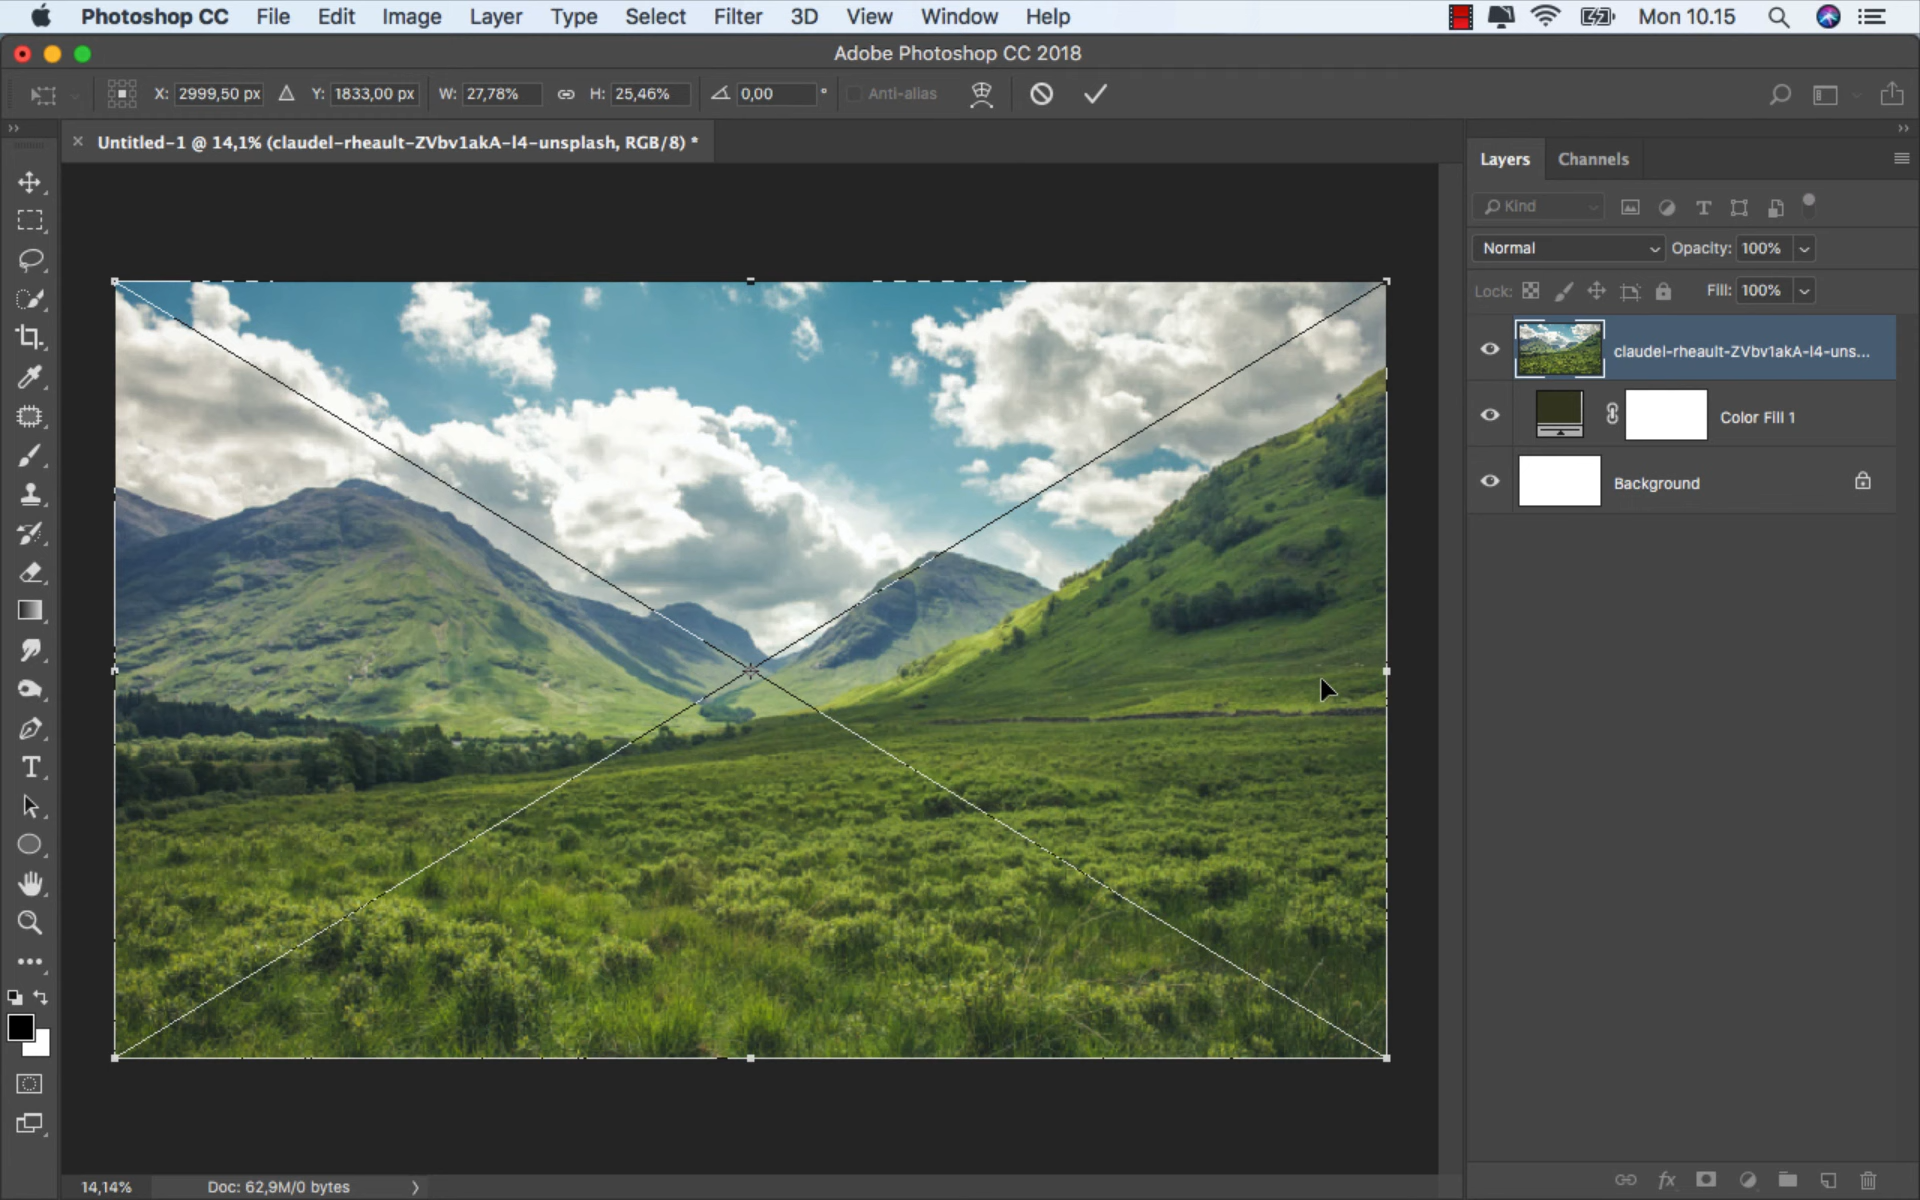 Photoshop CC File Edit Image Layer Type Select Filter 3D View Window Help Mon 10.15
Adobe Photoshop CC 2018
X: 2999,50 px Y: 1833,00 px W: 27,78% H: 25,46% 0,00 ° Anti-alias
Untitled-1 @ 14,1% (claudel-rheault-ZVbv1akA-l4-unsplash, RGB/8) *
Layers Channels
Kind
Normal Opacity: 100%
Lock: Fill: 100%
claudel-rheault-ZVbv1akA-l4-uns...
Color Fill 1
Background
14,14% Doc: 62,9M/0 bytes